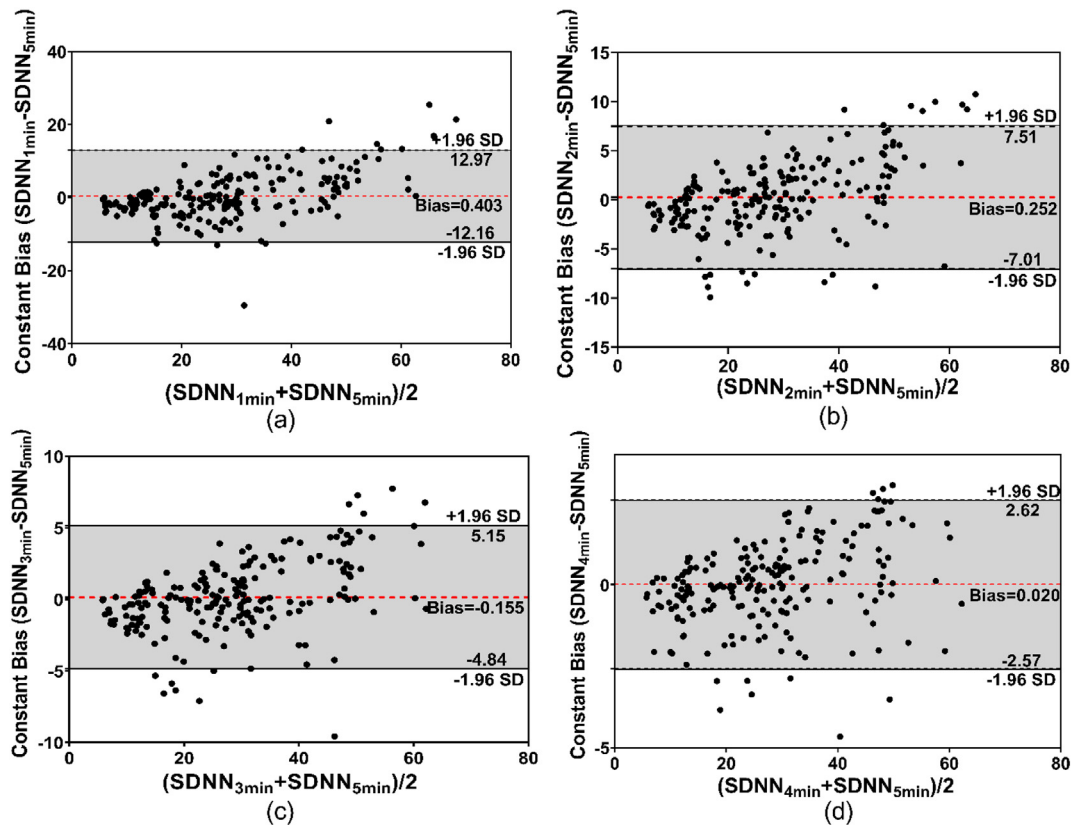 Constant Bias (SDNN1min-SDNN5min)
40
20
0
-20
-40
+1.96 SD
12.97
Bias=0.403
-12.16
-1.96 SD
0 20 40 60 80
(SDNN1min+SDNN5min)/2
(a)
Constant Bias (SDNN2min-SDNN5min)
15
10
5
0
-5
-10
-15
+1.96 SD
7.51
Bias=0.252
-7.01
-1.96 SD
0 20 40 60 80
(SDNN2min+SDNN5min)/2
(b)
Constant Bias (SDNN3min-SDNN5min)
10
5
0
-5
-10
+1.96 SD
5.15
Bias=-0.155
-4.84
-1.96 SD
0 20 40 60 80
(SDNN3min+SDNN5min)/2
(c)
Constant Bias (SDNN4min-SDNN5min)
0
-5
+1.96 SD
2.62
Bias=0.020
-2.57
-1.96 SD
0 20 40 60 80
(SDNN4min+SDNN5min)/2
(d)